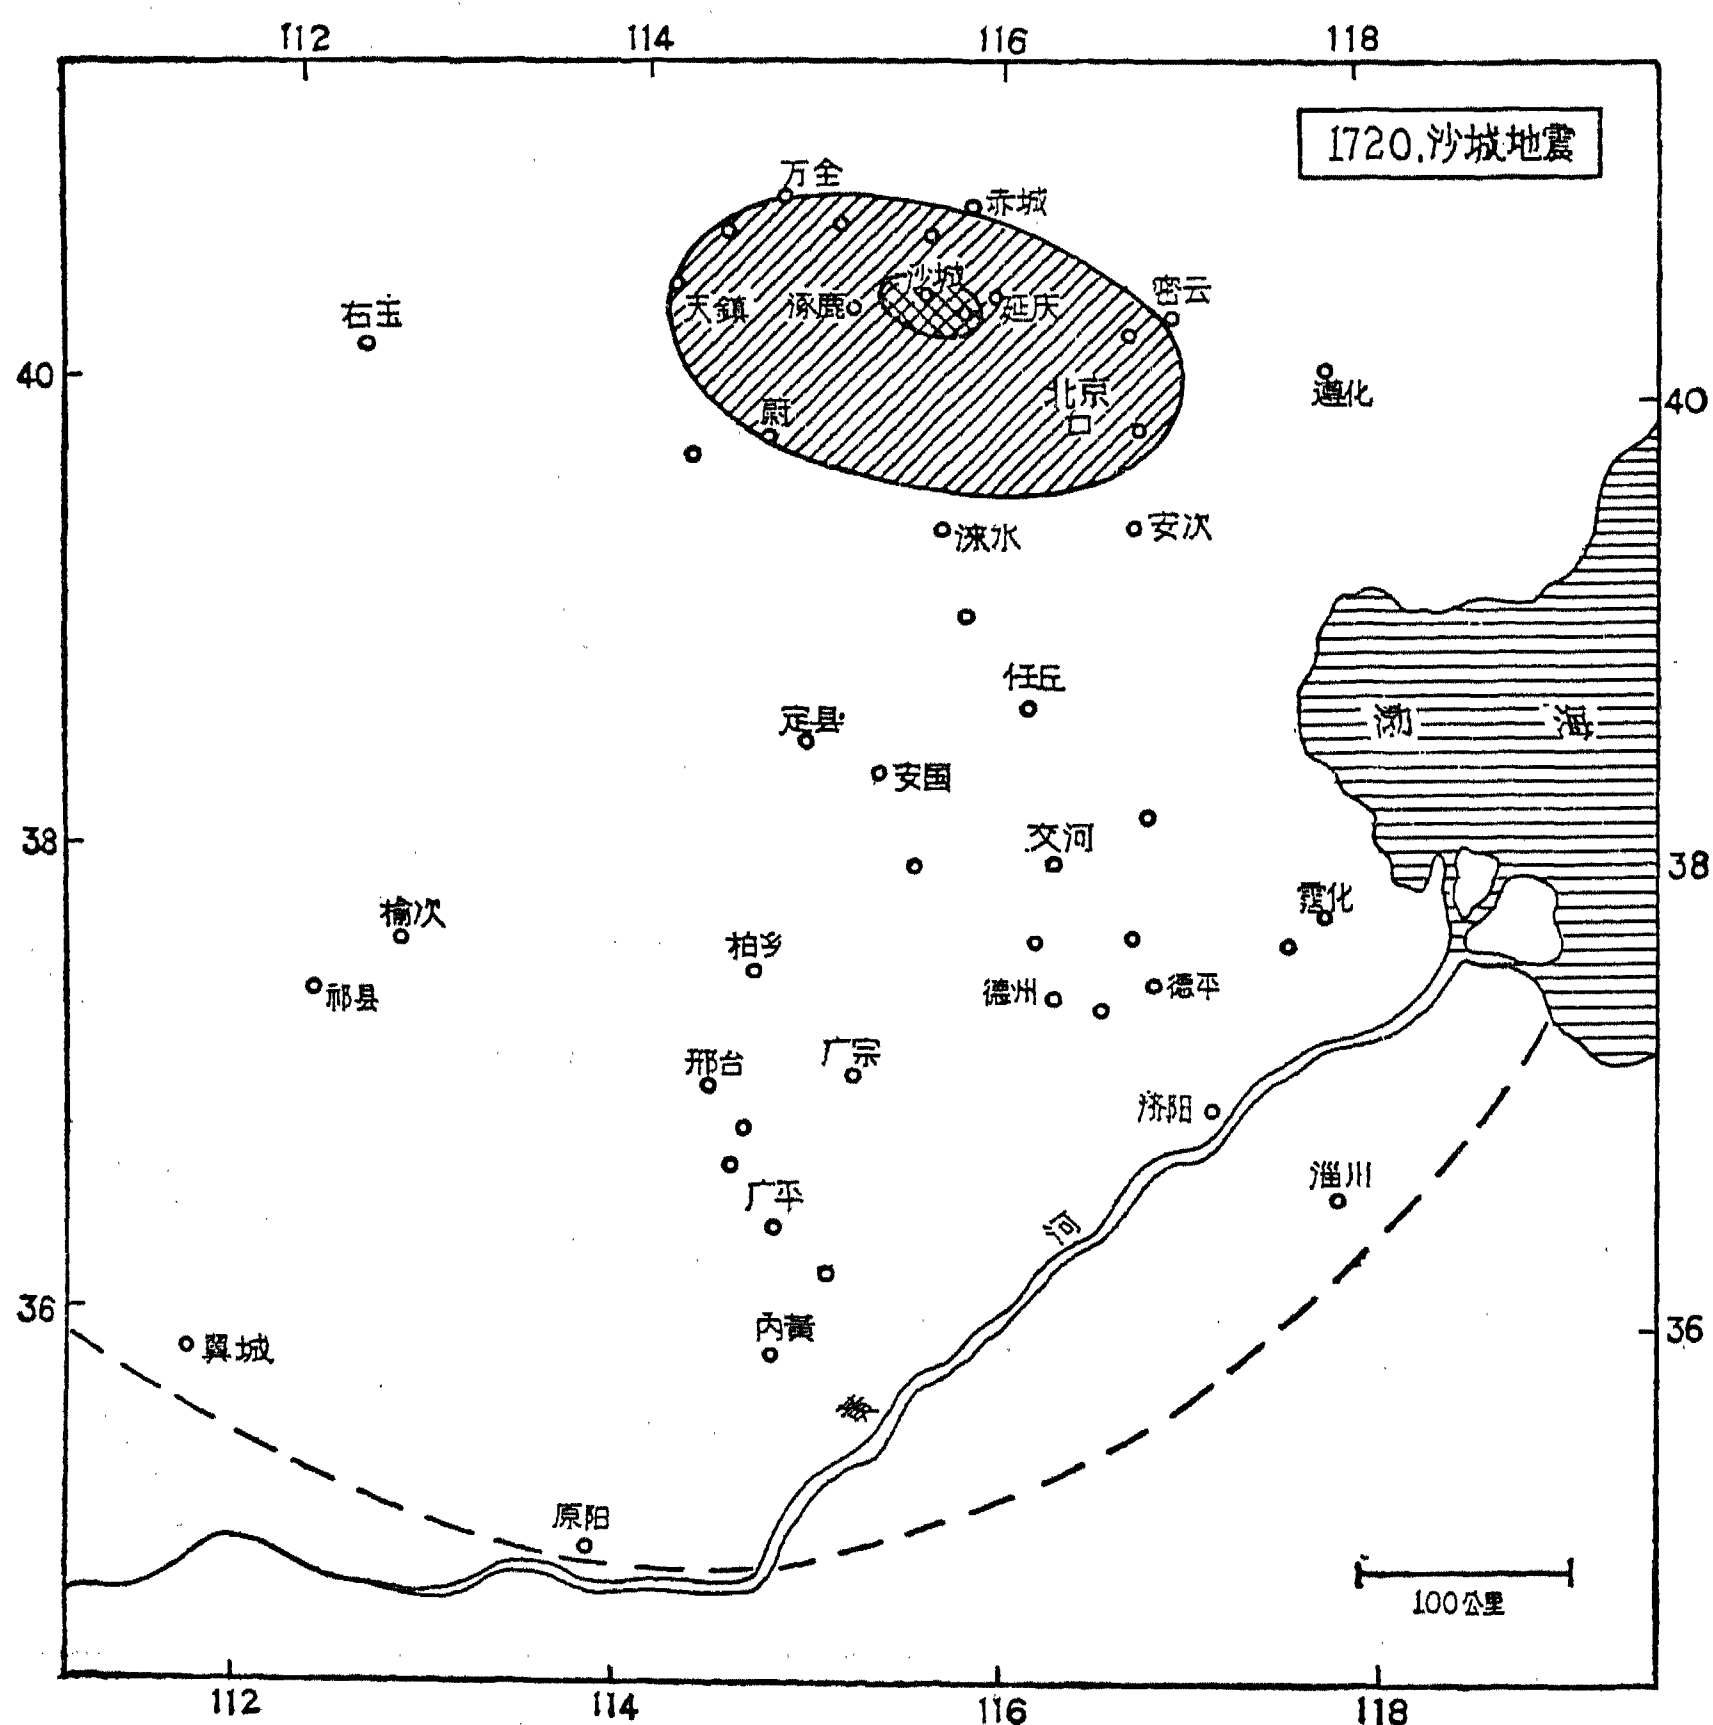 112 114 116 118
1720.沙城地震
万全
赤城
沙城
密云
右玉
天鎮 涿鹿 延庆
40
北京
遵化
40
蔚
涞水 安次
任丘
定县
渤 海
安国
38
交河
38
榆次
霑化
柏乡
祁县
德州 德平
邢台 广宗
济阳
淄川
广平
河
36
内黃
36
翼城
黄
原阳
100公里
112 114 116 118